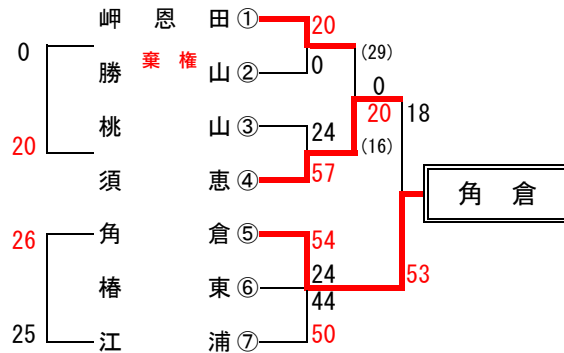 岬恩田① 20
0 (29)
勝 棄権 山② 0
0
20 18
桃山③ 24
20 (16)
須恵④ 57
角倉
角倉⑤ 54
26
24 53
椿東⑥
44
江浦⑦ 50
25